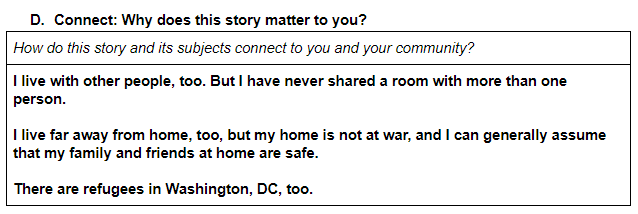 D. Connect: Why does this story matter to you?
How do this story and its subjects connect to you and your community?
I live with other people, too. But I have never shared a room with more than one
person.
I live far away from home, too, but my home is not at war, and I can generally assume
that my family and friends at home are safe.
There are refugees in Washington, DC, too.